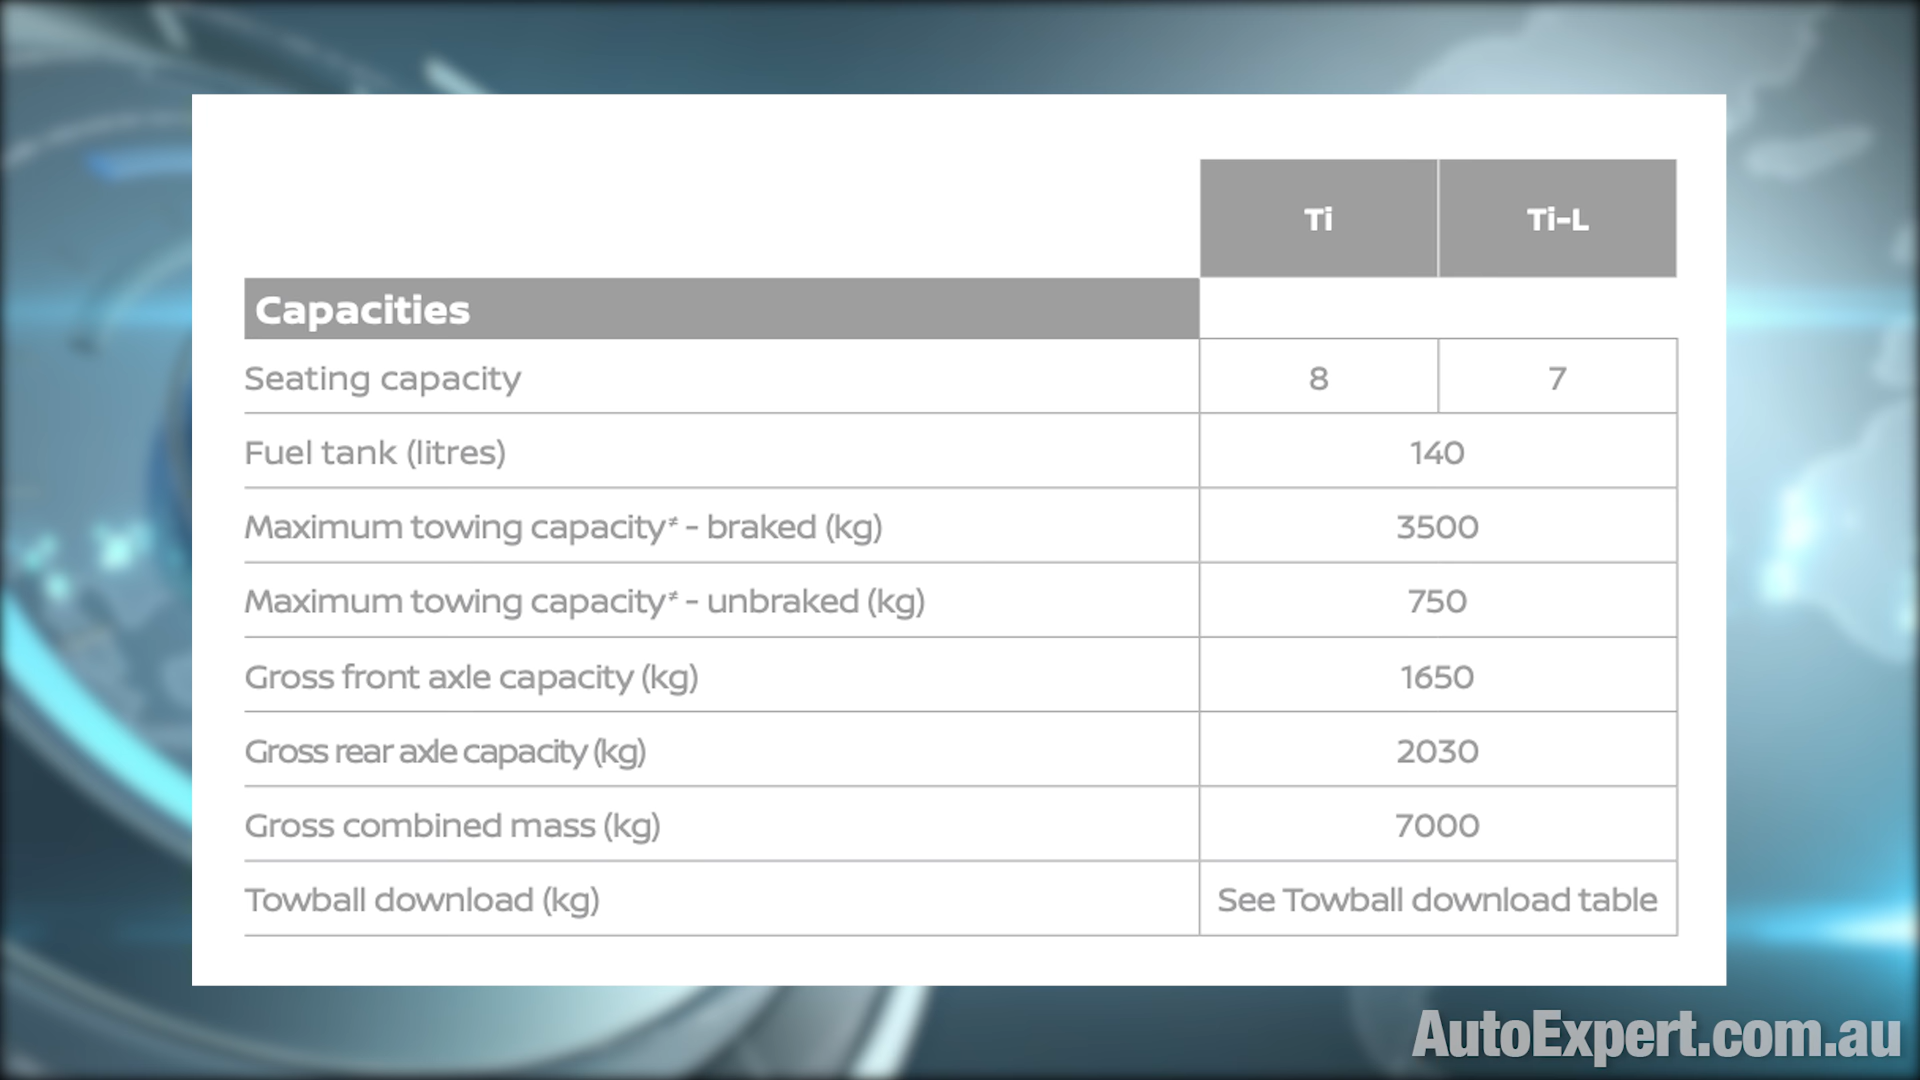 Ti Ti-L
Capacities
Seating capacity 8 7
Fuel tank (litres) 140
Maximum towing capacity≠ - braked (kg) 3500
Maximum towing capacity≠ - unbraked (kg) 750
Gross front axle capacity (kg) 1650
Gross rear axle capacity (kg) 2030
Gross combined mass (kg) 7000
Towball download (kg) See Towball download table
AutoExpert.com.au